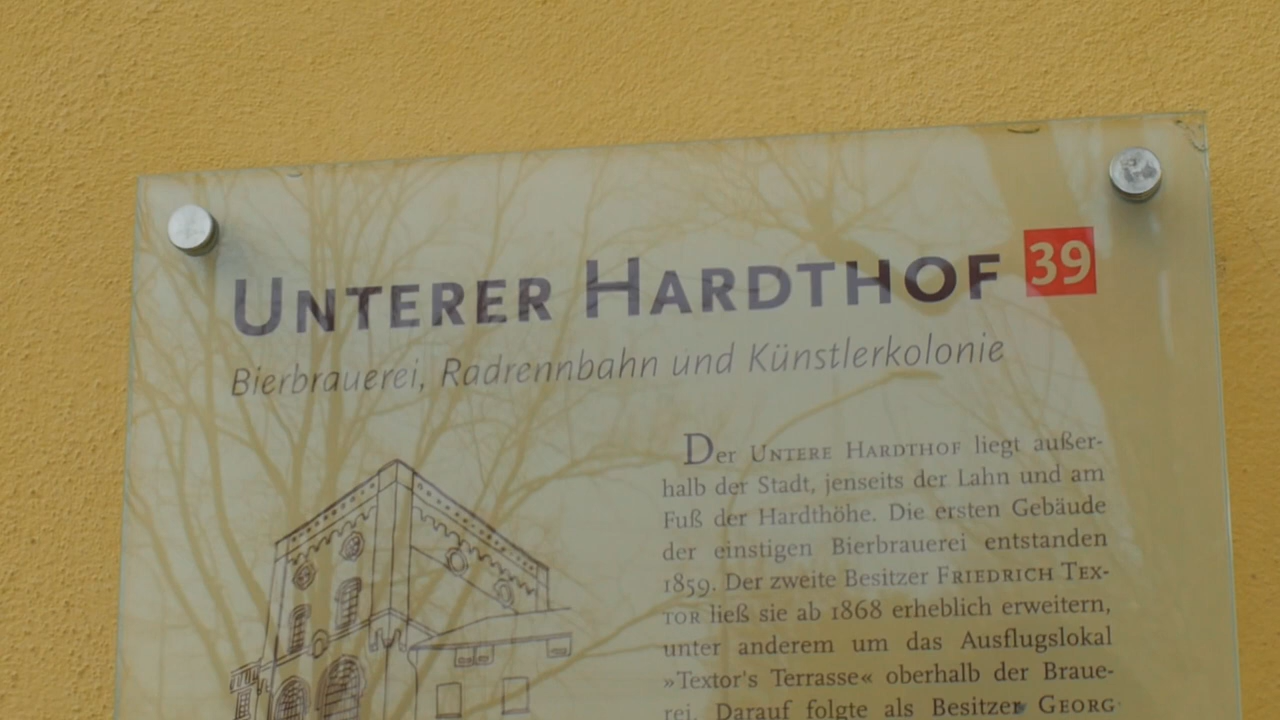 UNTERER HARDTHOF 39
Bierbrauerei, Radrennbahn und Künstlerkolonie
Der UNTERE HARDTHOF liegt außer-
halb der Stadt, jenseits der Lahn und am
Fuß der Hardthöhe. Die ersten Gebäude
der einstigen Bierbrauerei entstanden
1859. Der zweite Besitzer FRIEDRICH TEX-
TOR ließ sie ab 1868 erheblich erweitern,
unter anderem um das Ausflugslokal
»Textor's Terrasse« oberhalb der Braue-
rei. Darauf folgte als Besitzer GEORG